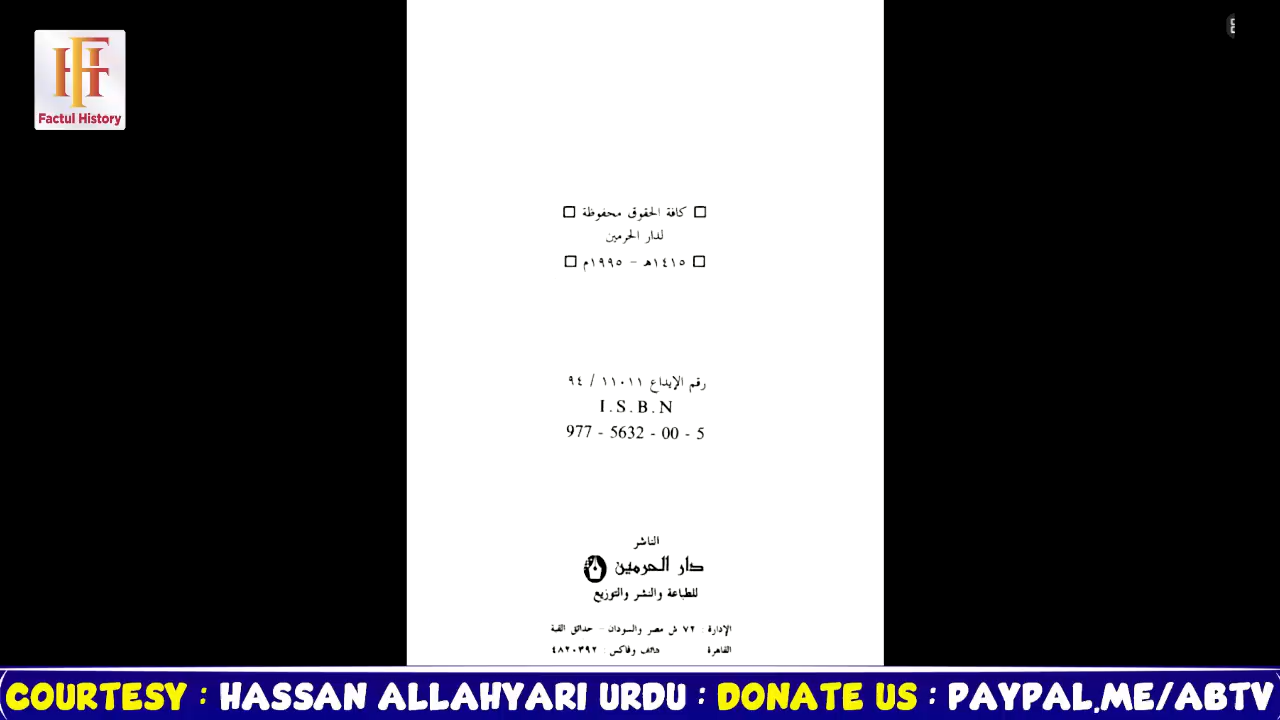 Factul History
□ كافة الحقوق محفوظة □
لدار الحرمين
□ ١٤١٥هـ – ١٩٩٥م □
رقم الإيداع ١١٠١١ / ٩٤
I.S.B.N
977 - 5632 - 00 - 5
الناشر
دار الحرمين
للطباعة والنشر والتوزيع
الإدارة : ٧٢ ش مصر والسودان – حدائق القبة
القاهرة هاتف وفاكس : ٤٨٢٠٣٩٢
COURTESY : HASSAN ALLAHYARI URDU : DONATE US : PAYPAL.ME/ABTV